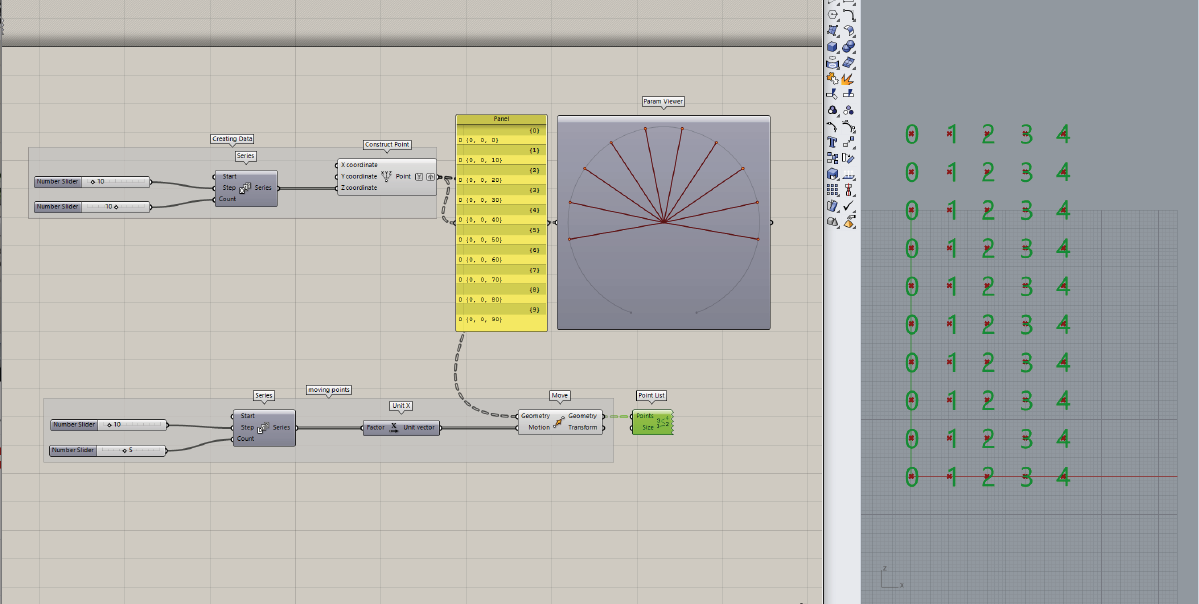 Param Viewer
Creating Data
Series
Construct Point
Panel
{0}
0 {0, 0, 0}
{1}
0 {0, 0, 10}
{2}
0 {0, 0, 20}
{3}
0 {0, 0, 30}
{4}
0 {0, 0, 40}
{5}
0 {0, 0, 50}
{6}
0 {0, 0, 60}
{7}
0 {0, 0, 70}
{8}
0 {0, 0, 80}
{9}
0 {0, 0, 90}
Number Slider 10
Number Slider 10
Start
Step Series
Count
X coordinate
Y coordinate Point
Z coordinate
moving points
Series
Unit X
Move
Point List
Number Slider 10
Number Slider 5
Start
Step Series
Count
Factor Unit vector
Geometry Geometry
Motion Transform
Points
Size
0 1 2 3 4
0 1 2 3 4
0 1 2 3 4
0 1 2 3 4
0 1 2 3 4
0 1 2 3 4
0 1 2 3 4
0 1 2 3 4
0 1 2 3 4
0 1 2 3 4
z
x